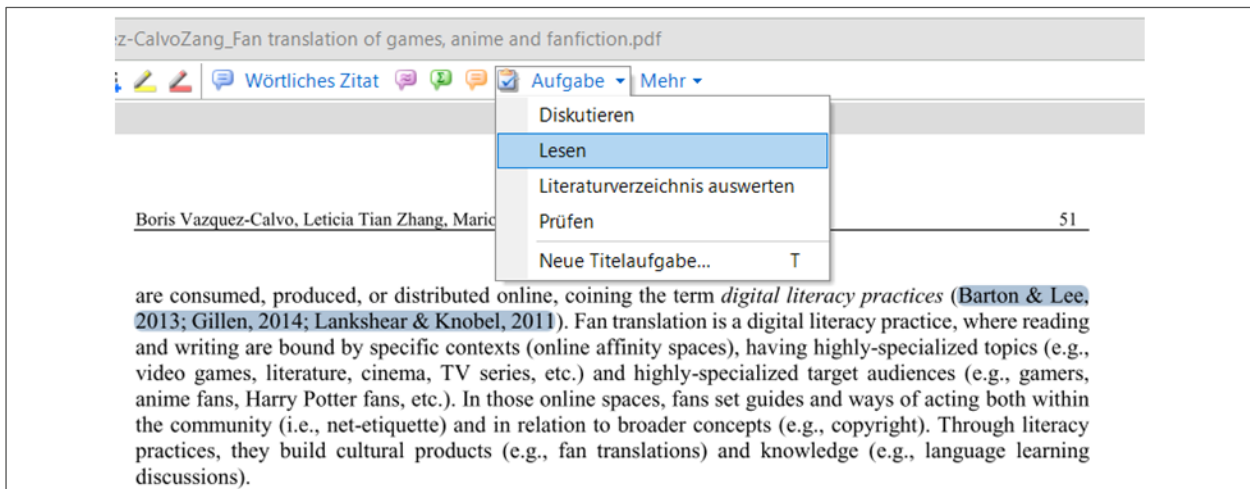 z-CalvoZang_Fan translation of games, anime and fanfiction.pdf
Wörtliches Zitat Aufgabe Mehr
Diskutieren
Lesen
Literaturverzeichnis auswerten
Prüfen
Neue Titelaufgabe... T
Boris Vazquez-Calvo, Leticia Tian Zhang, Mario 51
are consumed, produced, or distributed online, coining the term digital literacy practices (Barton & Lee,
2013; Gillen, 2014; Lankshear & Knobel, 2011). Fan translation is a digital literacy practice, where reading
and writing are bound by specific contexts (online affinity spaces), having highly-specialized topics (e.g.,
video games, literature, cinema, TV series, etc.) and highly-specialized target audiences (e.g., gamers,
anime fans, Harry Potter fans, etc.). In those online spaces, fans set guides and ways of acting both within
the community (i.e., net-etiquette) and in relation to broader concepts (e.g., copyright). Through literacy
practices, they build cultural products (e.g., fan translations) and knowledge (e.g., language learning
discussions).